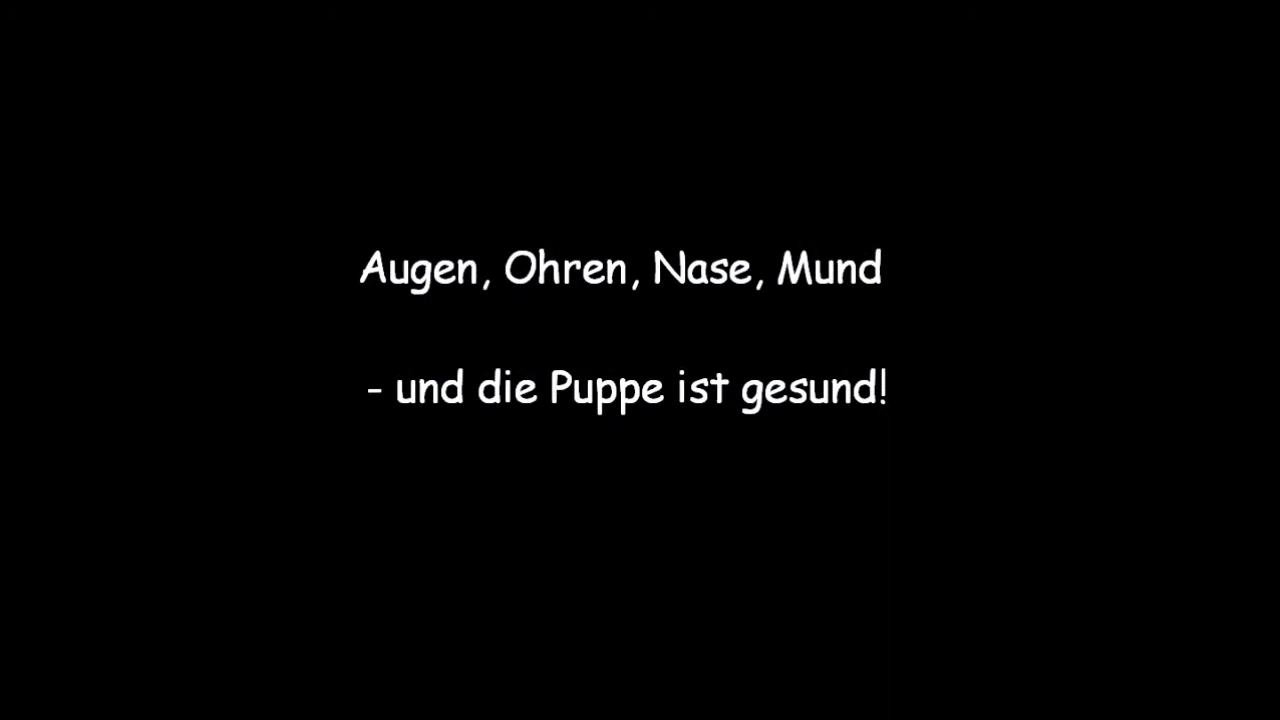 Augen, Ohren, Nase, Mund
- und die Puppe ist gesund!